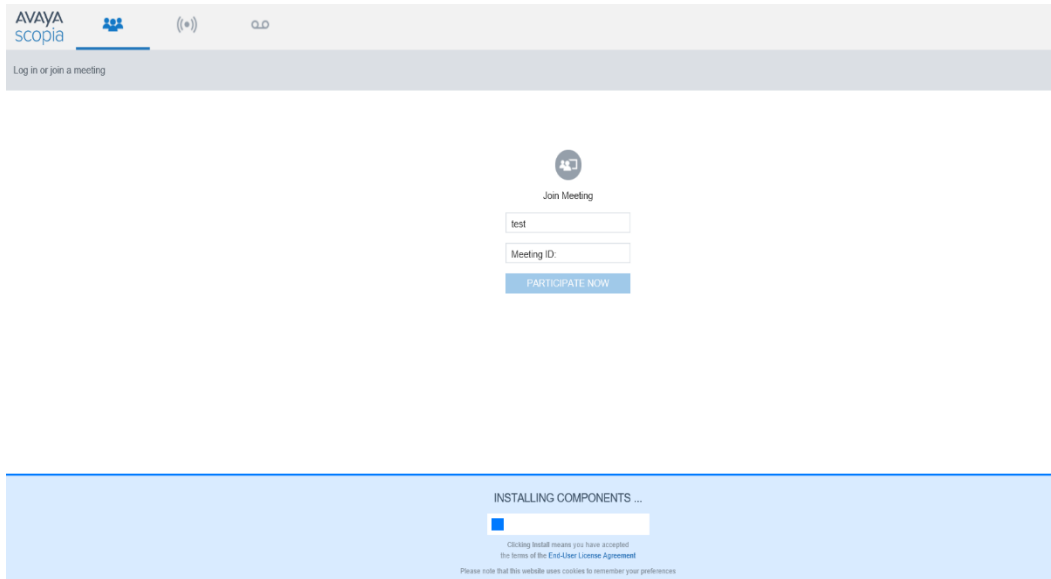 AVAYA
scopia
Log in or join a meeting
Join Meeting
test
Meeting ID:
PARTICIPATE NOW
INSTALLING COMPONENTS ...
Clicking Install means you have accepted
the terms of the End-User License Agreement
Please note that this website uses cookies to remember your preferences